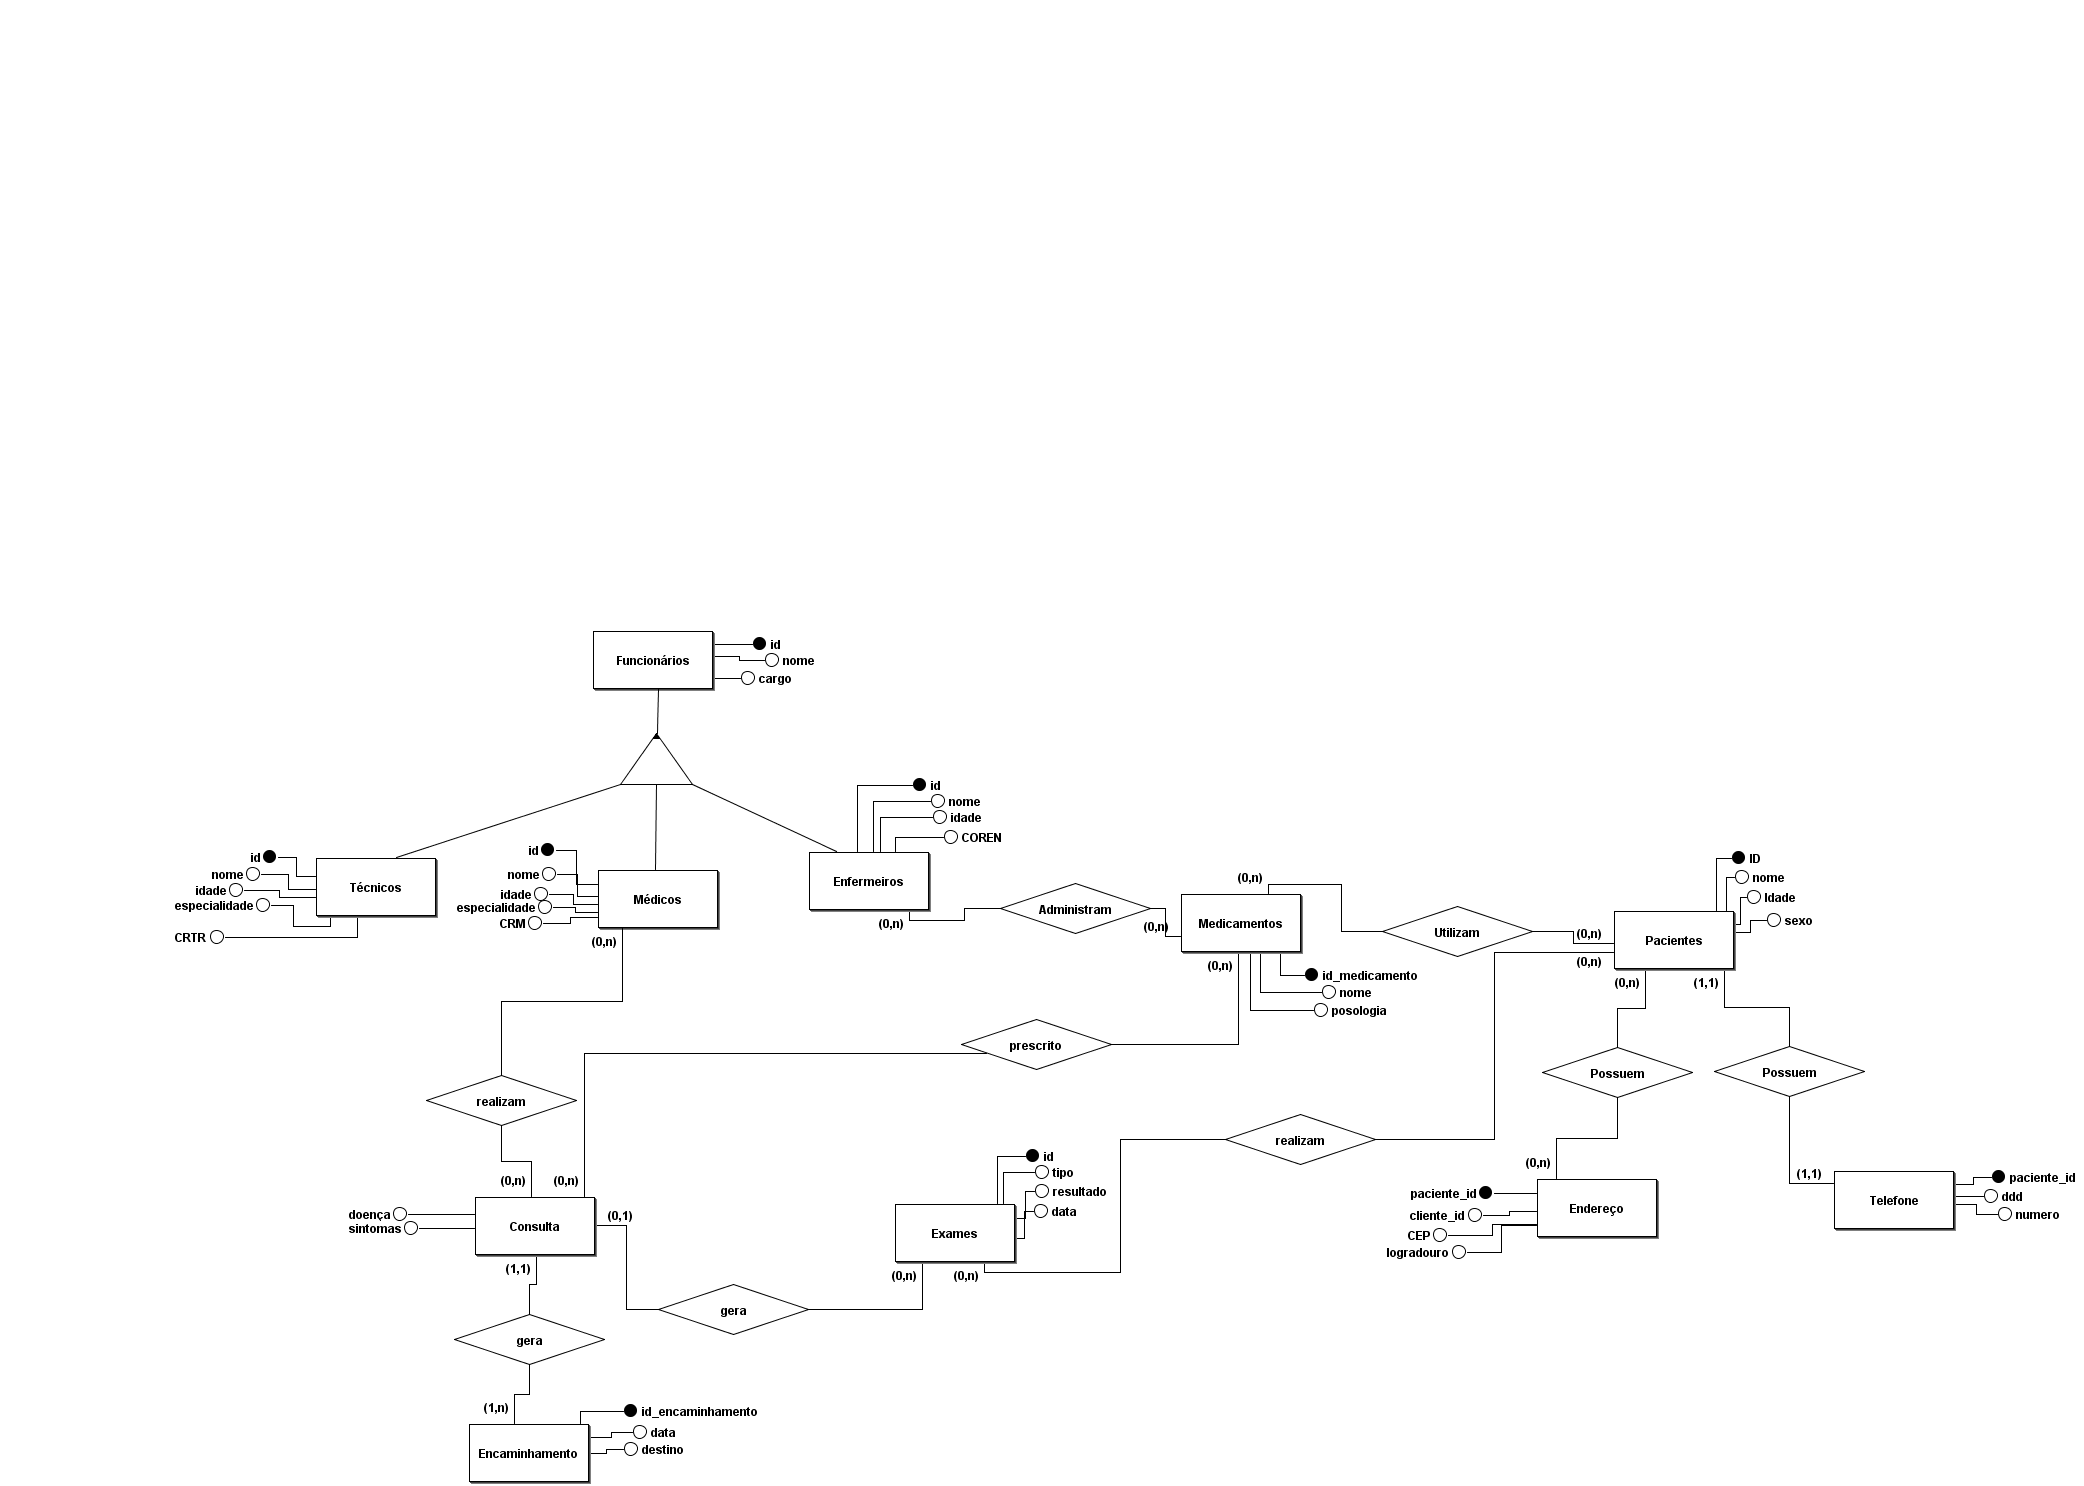 Funcionários
id
nome
cargo
id
nome
idade
COREN
Enfermeiros
(0,n)
id
nome
idade
especialidade
CRTR
Técnicos
id
nome
idade
especialidade
CRM
Médicos
(0,n)
Administram
(0,n)
(0,n)
Medicamentos
(0,n)
id_medicamento
nome
posologia
Utilizam
(0,n)
(0,n)
ID
nome
Idade
sexo
Pacientes
(0,n)
(1,1)
prescrito
Possuem
Possuem
realizam
realizam
(0,n)
(0,n)
doença
sintomas
Consulta
(0,1)
(1,1)
id
tipo
resultado
data
Exames
(0,n)
(0,n)
(0,n)
paciente_id
cliente_id
CEP
logradouro
Endereço
(1,1)
Telefone
paciente_id
ddd
numero
gera
gera
(1,n)
id_encaminhamento
data
destino
Encaminhamento